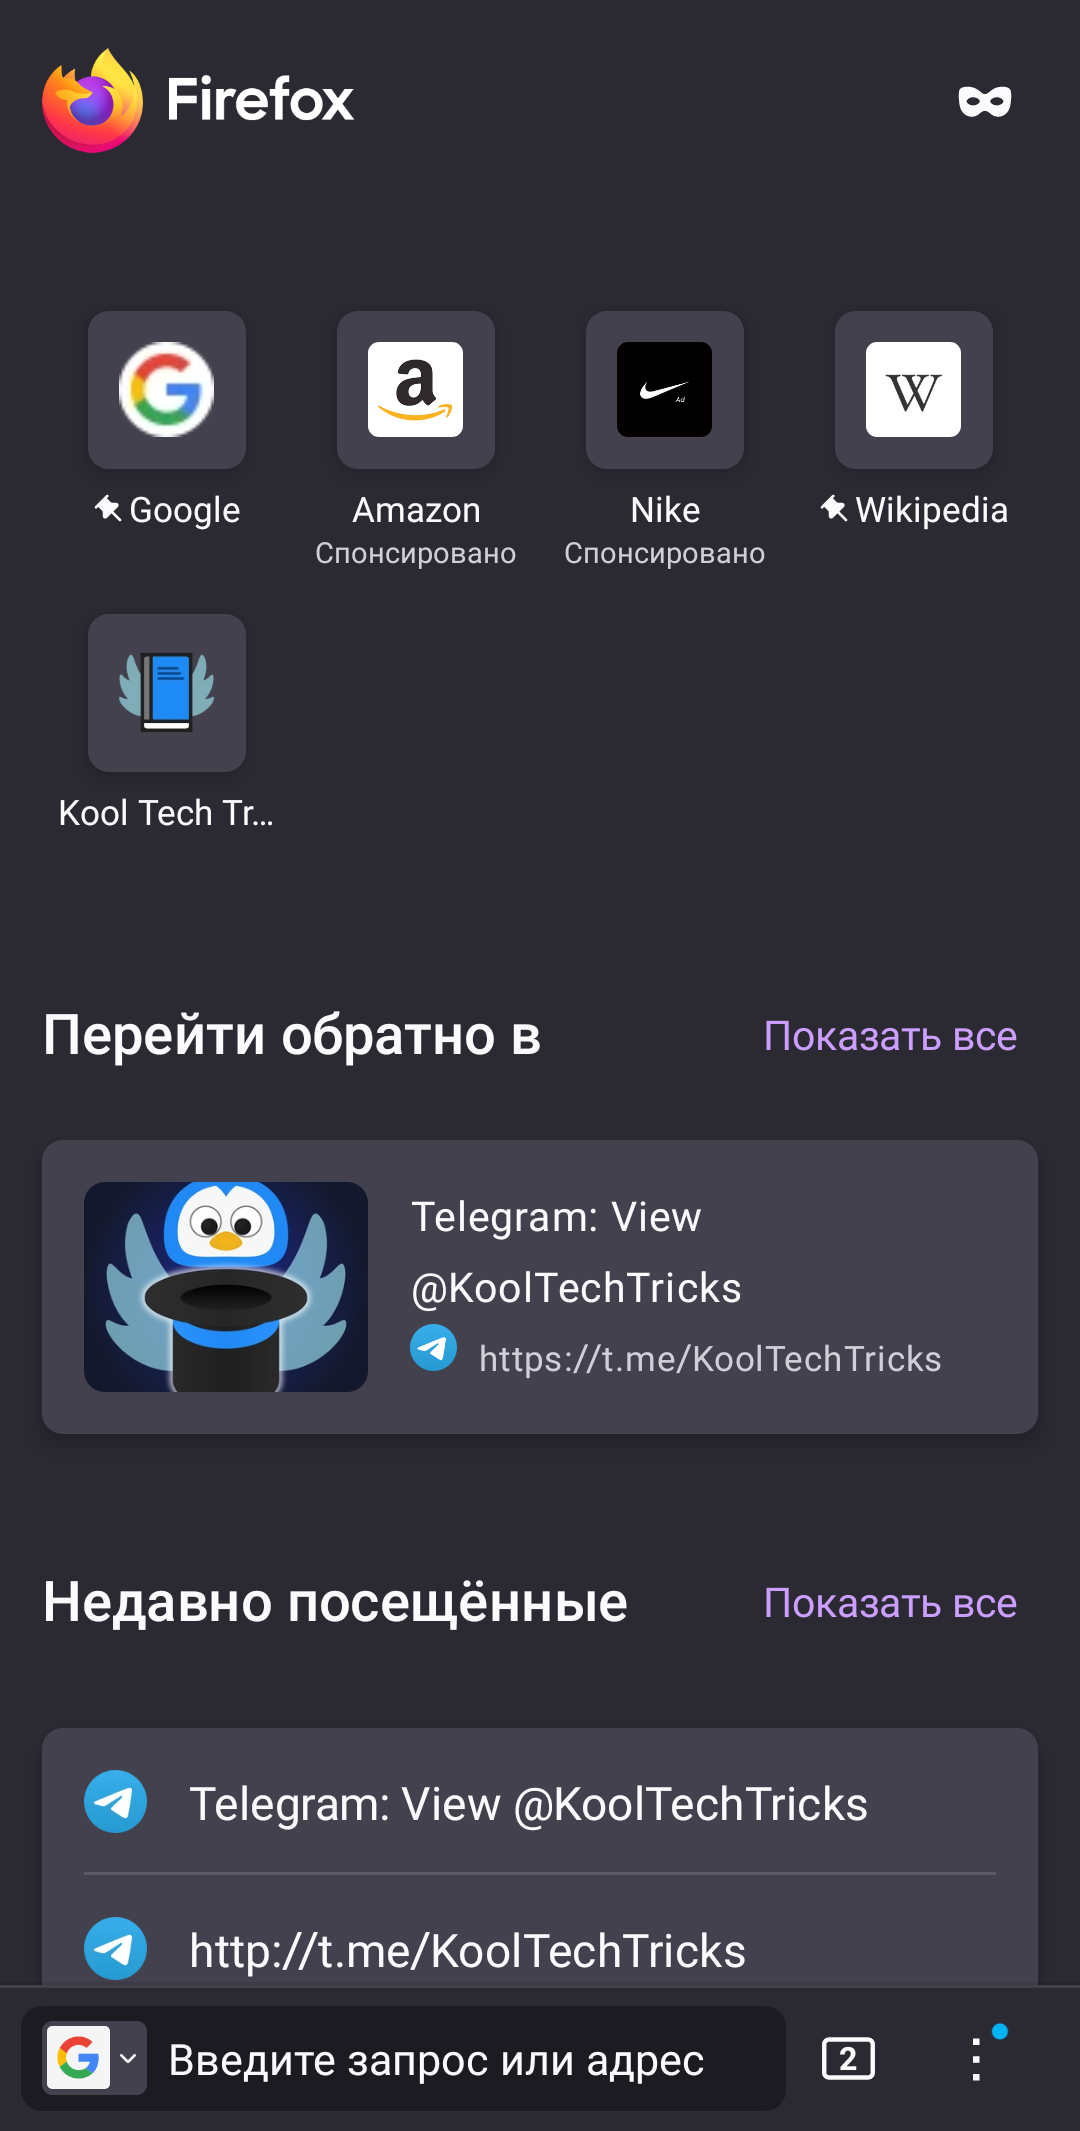 Firefox
Google
Amazon
Nike
Wikipedia
Спонсировано
Спонсировано
Kool Tech Tr...
Перейти обратно в
Показать все
Telegram: View
@KoolTechTricks
https://t.me/KoolTechTricks
Недавно посещённые
Показать все
Telegram: View @KoolTechTricks
http://t.me/KoolTechTricks
Введите запрос или адрес
2